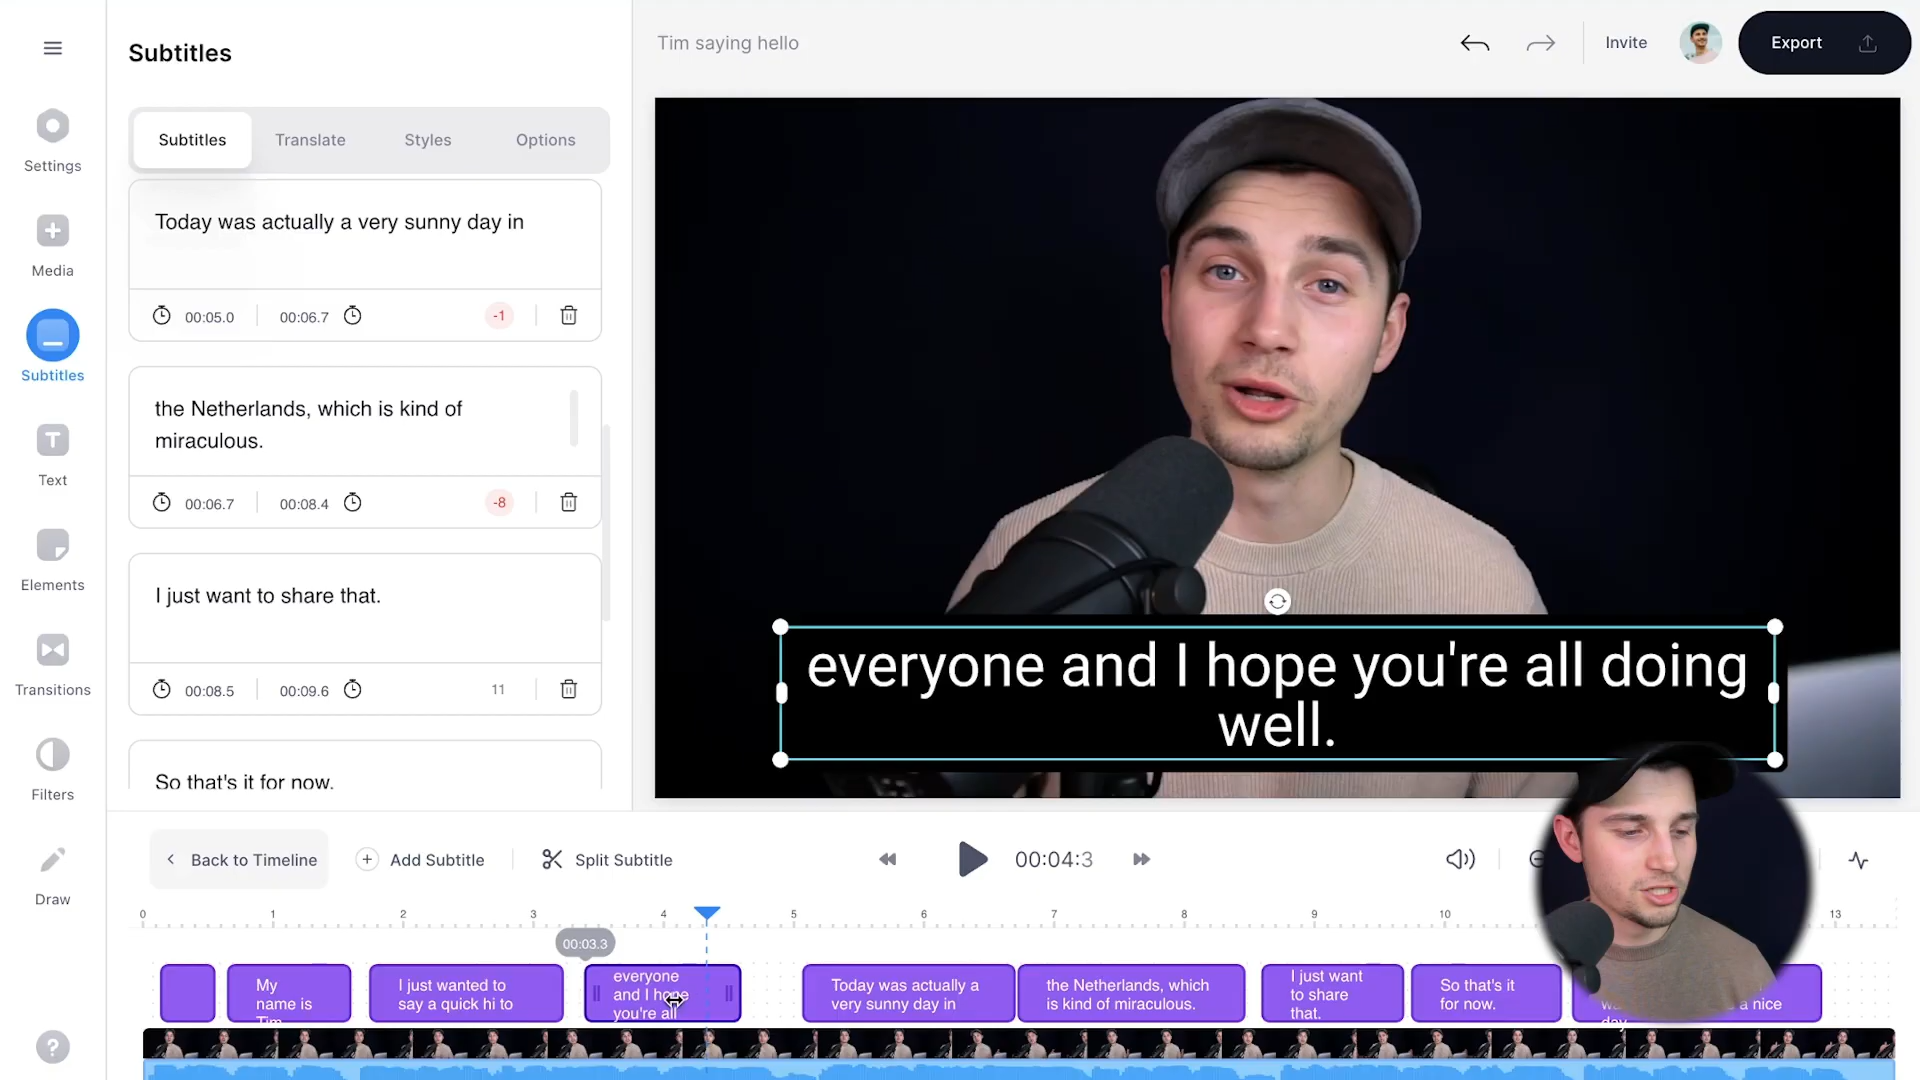 Subtitles
Tim saying hello
Invite
Export
Settings
Media
Subtitles
Text
Elements
Transitions
Filters
Draw
?
Subtitles
Translate
Styles
Options
Today was actually a very sunny day in
00:05.0
00:06.7
-1
the Netherlands, which is kind of
miraculous.
00:06.7
00:08.4
-8
I just want to share that.
00:08.5
00:09.6
11
So that's it for now.
everyone and I hope you're all doing
well.
Back to Timeline
Add Subtitle
Split Subtitle
00:04:3
0
1
2
3
4
5
6
7
8
9
10
13
00:03.3
My
name is
Tim
I just wanted to
say a quick hi to
everyone
and I hope
you're all
Today was actually a
very sunny day in
the Netherlands, which
is kind of miraculous.
I just want
to share
that.
So that's it
for now.
a nice
day